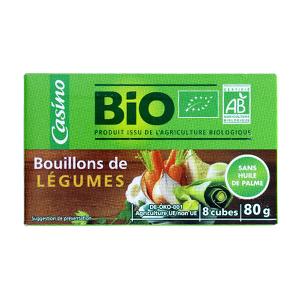 Casino
BiO
PRODUIT ISSU DE L'AGRICULTURE BIOLOGIQUE
CERTIFIÉ
AB
AGRICULTURE
BIOLOGIQUE
Bouillons de
LÉGUMES
SANS
HUILE
DE PALME
Suggestion de présentation
DE-ÖKO-001
Agriculture UE/non UE
8 cubes
80 g